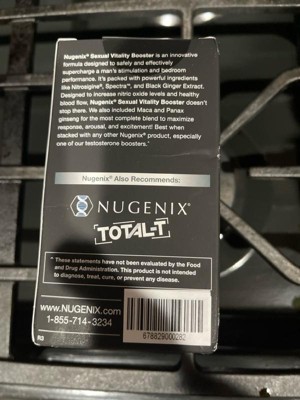 Nugenix® Sexual Vitality Booster is an innovative
formula designed to safely and effectively
supercharge a man's stimulation and bedroom
performance. It's packed with powerful ingredients
like Nitrosigine®, Spectra™, and Black Ginger Extract.
Designed to increase nitric oxide levels and healthy
blood flow, Nugenix® Sexual Vitality Booster doesn't
stop there. We also included Maca and Panax
ginseng for the most complete blend to maximize
response, arousal, and excitement! Best when
stacked with any other Nugenix® product, especially
one of our testosterone boosters.*
Nugenix® Also Recommends:
NUGENIX®
TOTAL-T
* These statements have not been evaluated by the Food
and Drug Administration. This product is not intended
to diagnose, treat, cure, or prevent any disease.
www.NUGENIX.com
1-855-714-3234
R3